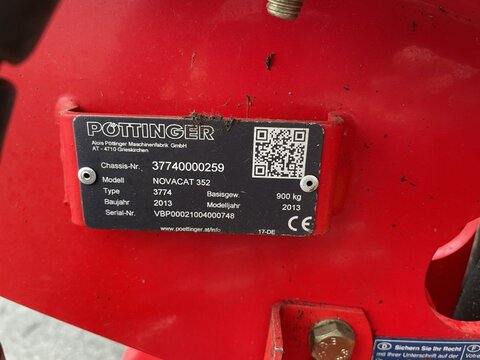 PÖTTINGER
Alois Pöttinger Maschinenfabrik GmbH
AT - 4710 Grieskirchen
Chassis-Nr. 37740000259
Modell NOVACAT 352
Type 3774 Basisgew. 900 kg
Baujahr 2013 Modelljahr 2013
Serial-Nr. VBP00021004000748
www.poettinger.at/info 17-DE CE
D Sichern Sie Ihr Recht F
mit Ihrer Unterschrift auf der Votre